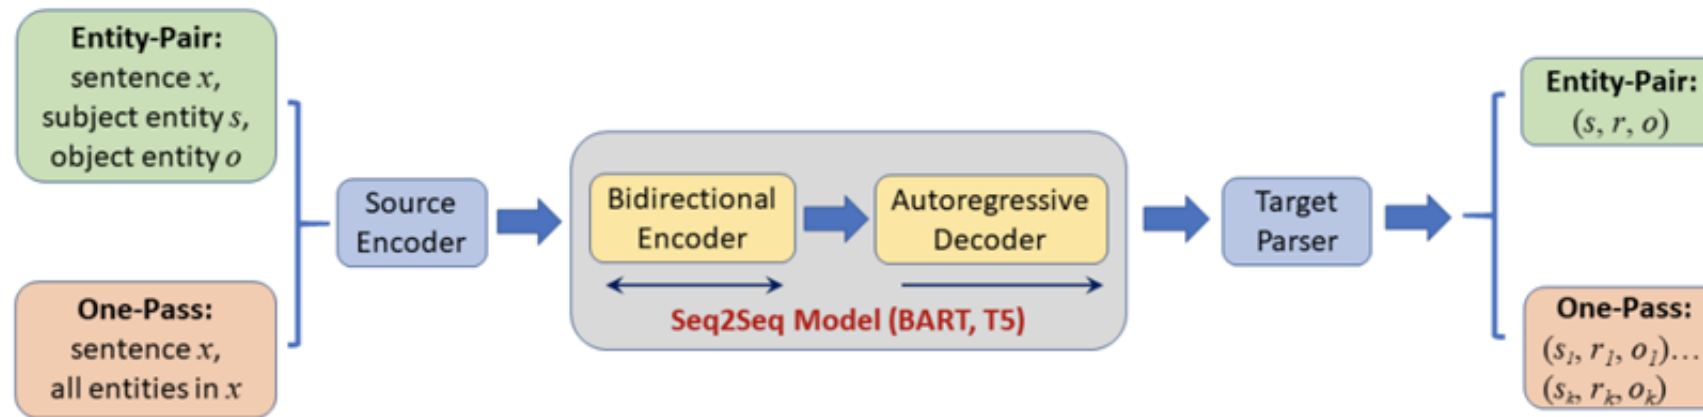 Entity-Pair:
sentence x,
subject entity s,
object entity o
One-Pass:
sentence x,
all entities in x
Source
Encoder
Bidirectional
Encoder
Autoregressive
Decoder
Seq2Seq Model (BART, T5)
Target
Parser
Entity-Pair:
(s, r, o)
One-Pass:
(s₁, r₁, o₁)...
(sₖ, rₖ, oₖ)